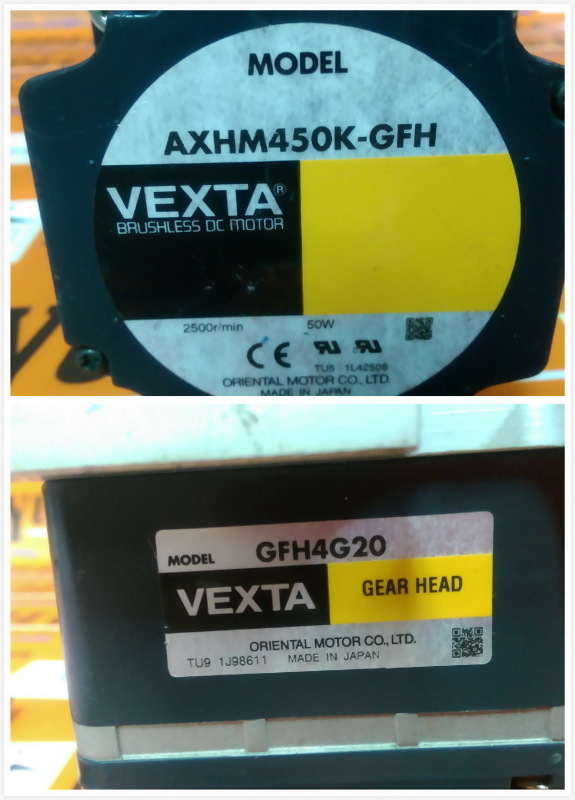 MODEL
AXHM450K-GFH
VEXTA®
BRUSHLESS DC MOTOR
2500r/min 50W
CE
TU5 1L42508
ORIENTAL MOTOR CO., LTD.
MADE IN JAPAN
MODEL GFH4G20
VEXTA GEAR HEAD
ORIENTAL MOTOR CO., LTD.
TU9 1J98611 MADE IN JAPAN